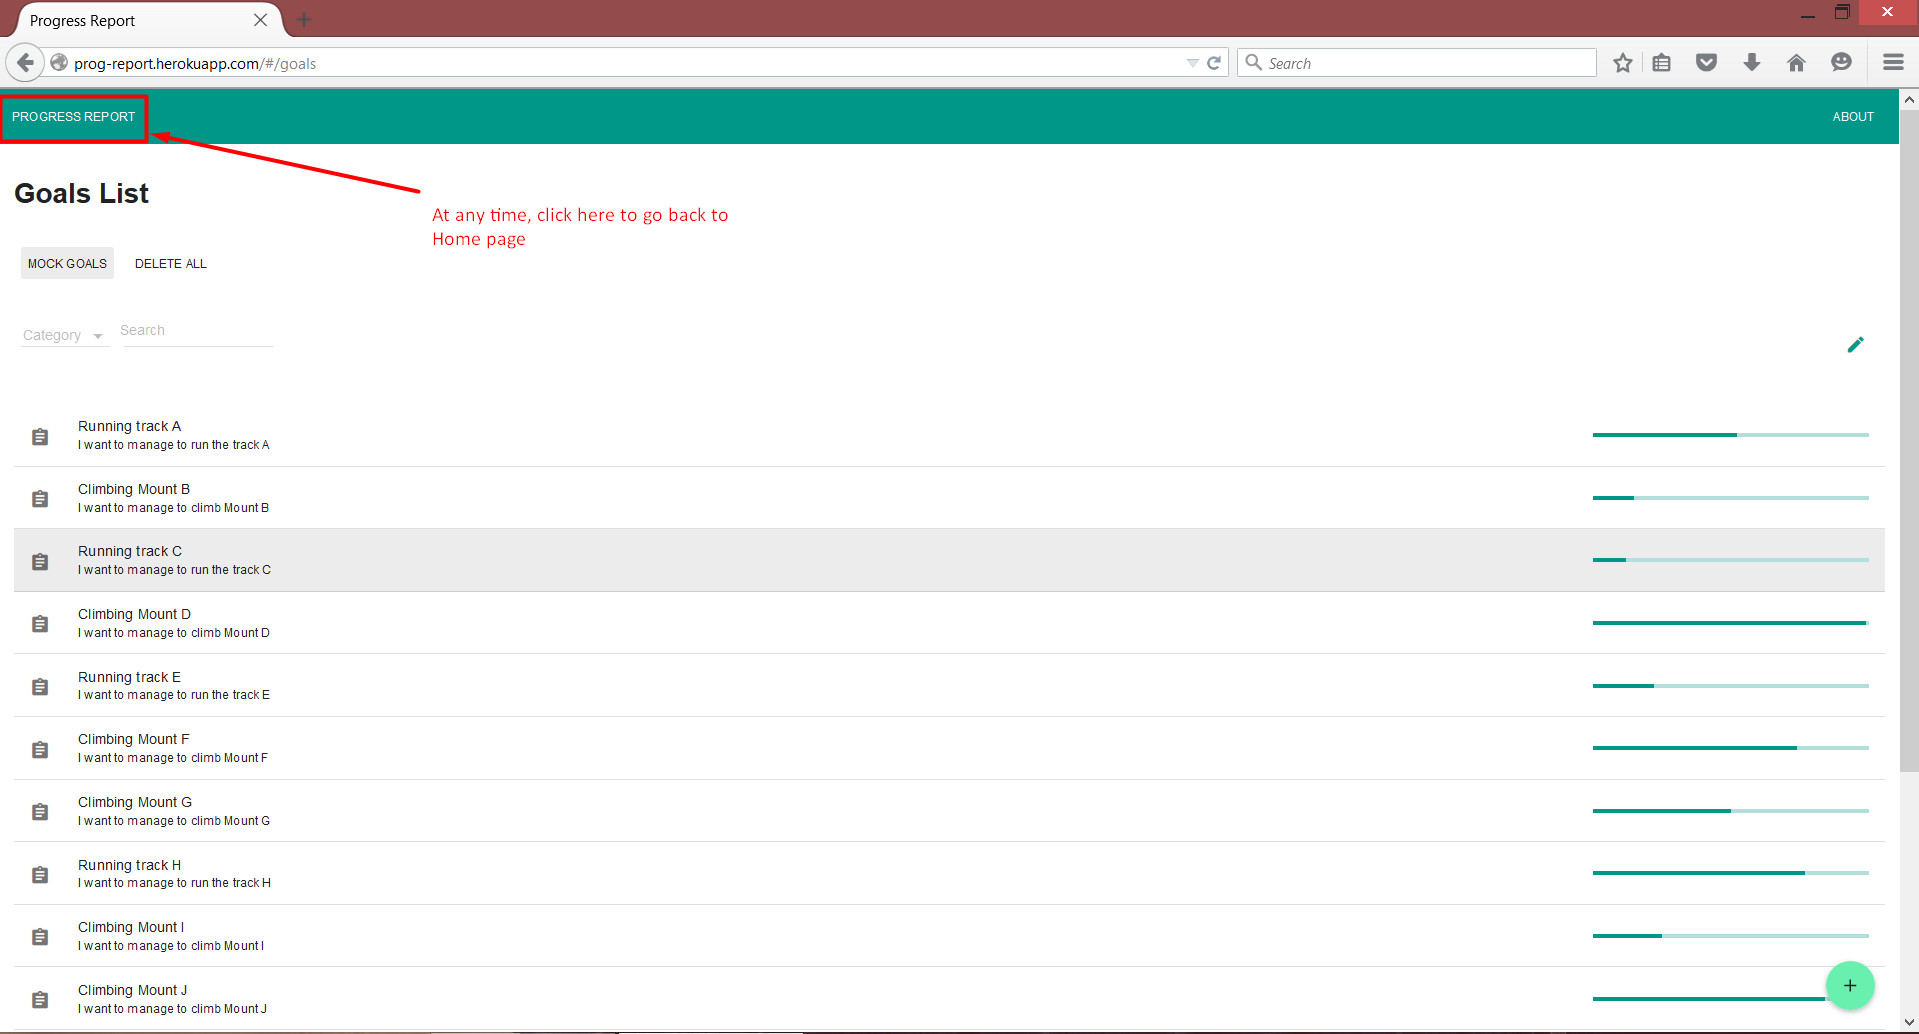 Progress Report
prog-report.herokuapp.com/#/goals
Search
PROGRESS REPORT
ABOUT
Goals List
At any time, click here to go back to
Home page
MOCK GOALS
DELETE ALL
Category
Search
Running track A
I want to manage to run the track A
Climbing Mount B
I want to manage to climb Mount B
Running track C
I want to manage to run the track C
Climbing Mount D
I want to manage to climb Mount D
Running track E
I want to manage to run the track E
Climbing Mount F
I want to manage to climb Mount F
Climbing Mount G
I want to manage to climb Mount G
Running track H
I want to manage to run the track H
Climbing Mount I
I want to manage to climb Mount I
Climbing Mount J
I want to manage to climb Mount J